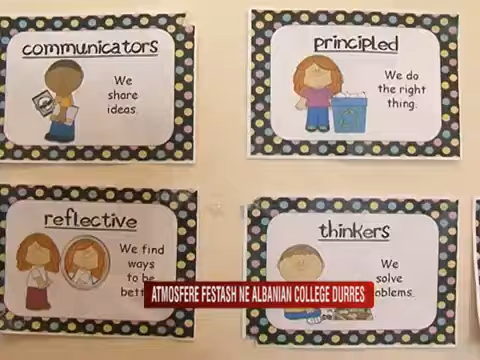 communicators
We
share
ideas.
principled
We do
the right
thing.
reflective
We find
ways
to be
thinkers
We
solve
ATMOSFERE FESTASH NE ALBANIAN COLLEGE DURRES